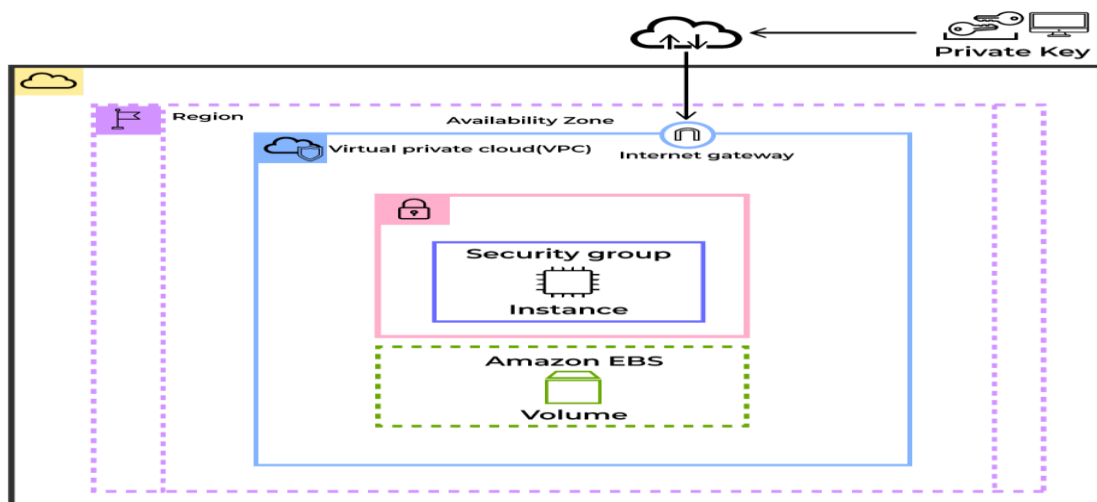 Private Key
Region
Availability Zone
Virtual private cloud(VPC)
Internet gateway
Security group
Instance
Amazon EBS
Volume